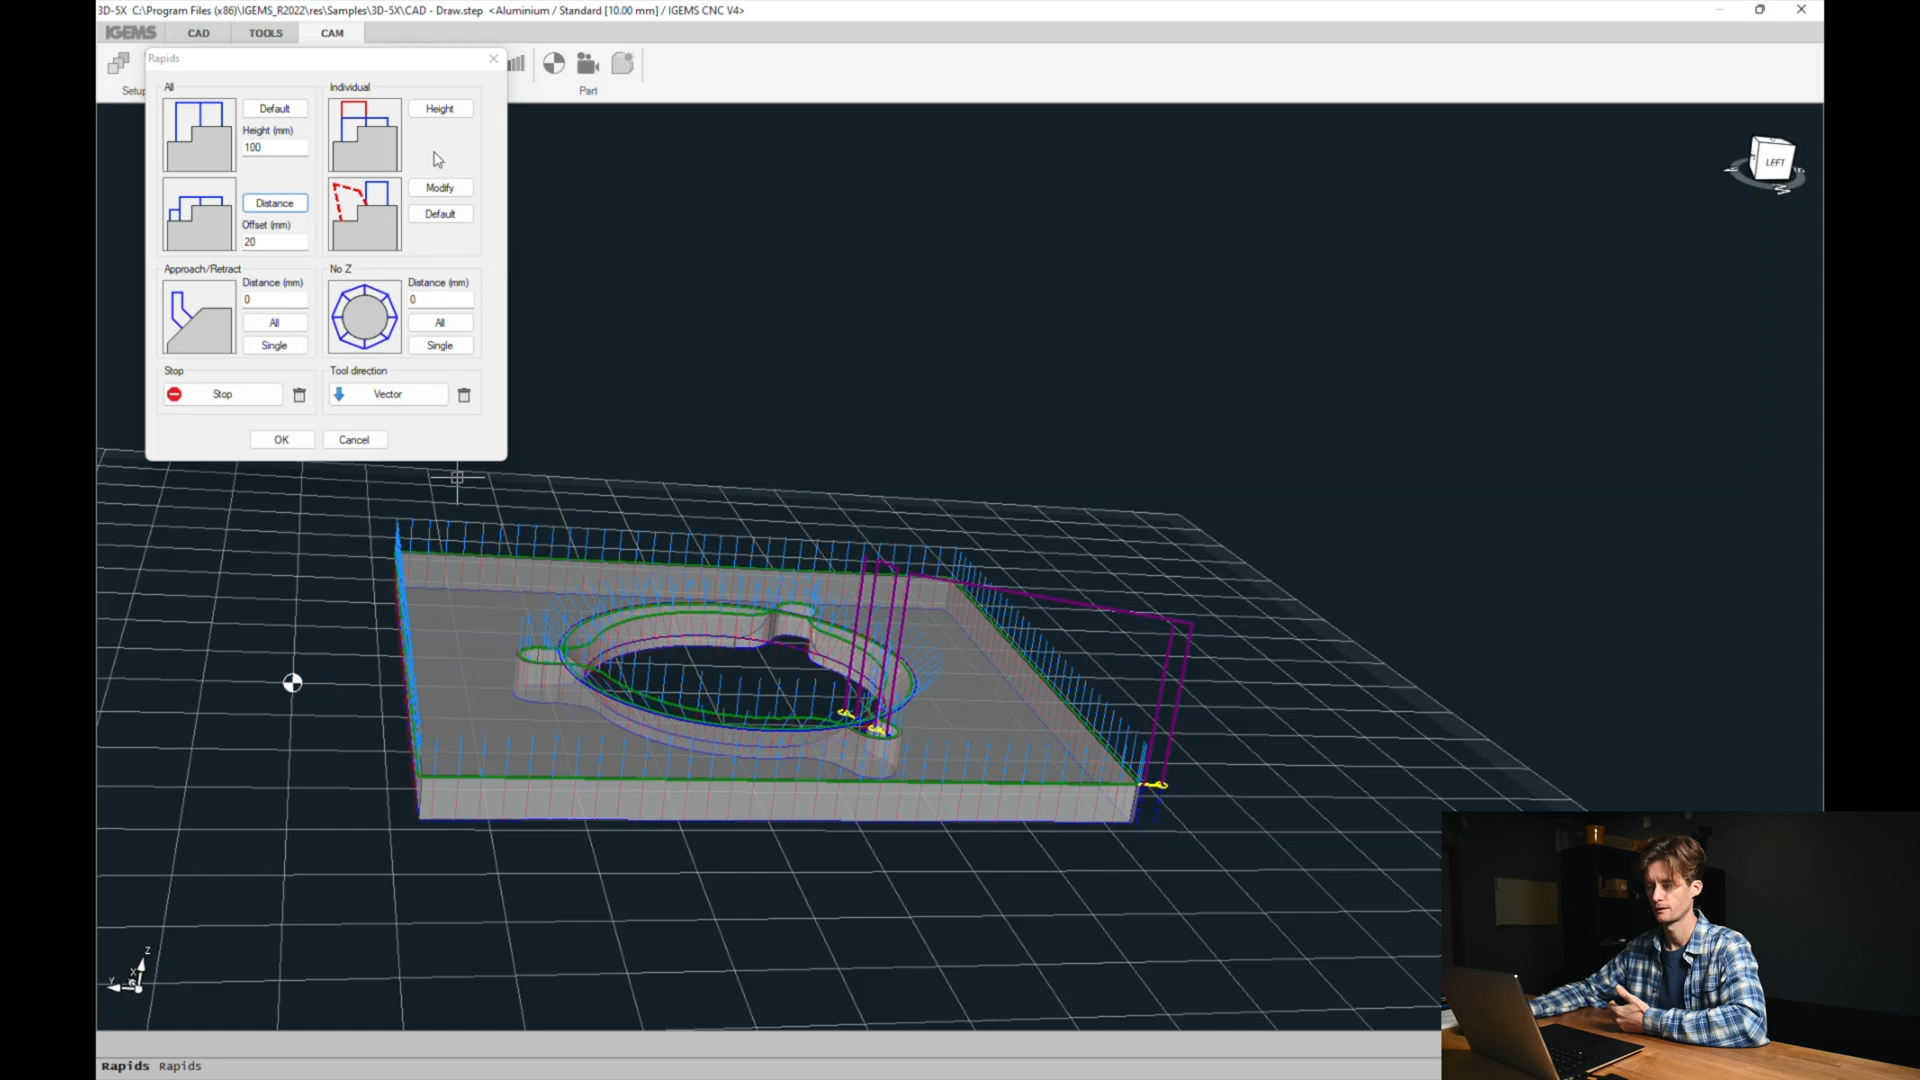 3D-5X C:\Program Files (x86)\IGEMS_R2022\res\Samples\3D-5X\CAD - Draw.step <Aluminium / Standard [10.00 mm] / IGEMS CNC V4>
IGEMS CAD TOOLS CAM
Rapids
Setup
Part
All
Individual
Default
Height (mm)
100
Height
Distance
Offset (mm)
20
Modify
Default
Approach/Retract
Distance (mm)
0
All
Single
No Z
Distance (mm)
0
All
Single
Stop
Stop
Tool direction
Vector
OK
Cancel
LEFT
Z
X
Y
Rapids Rapids